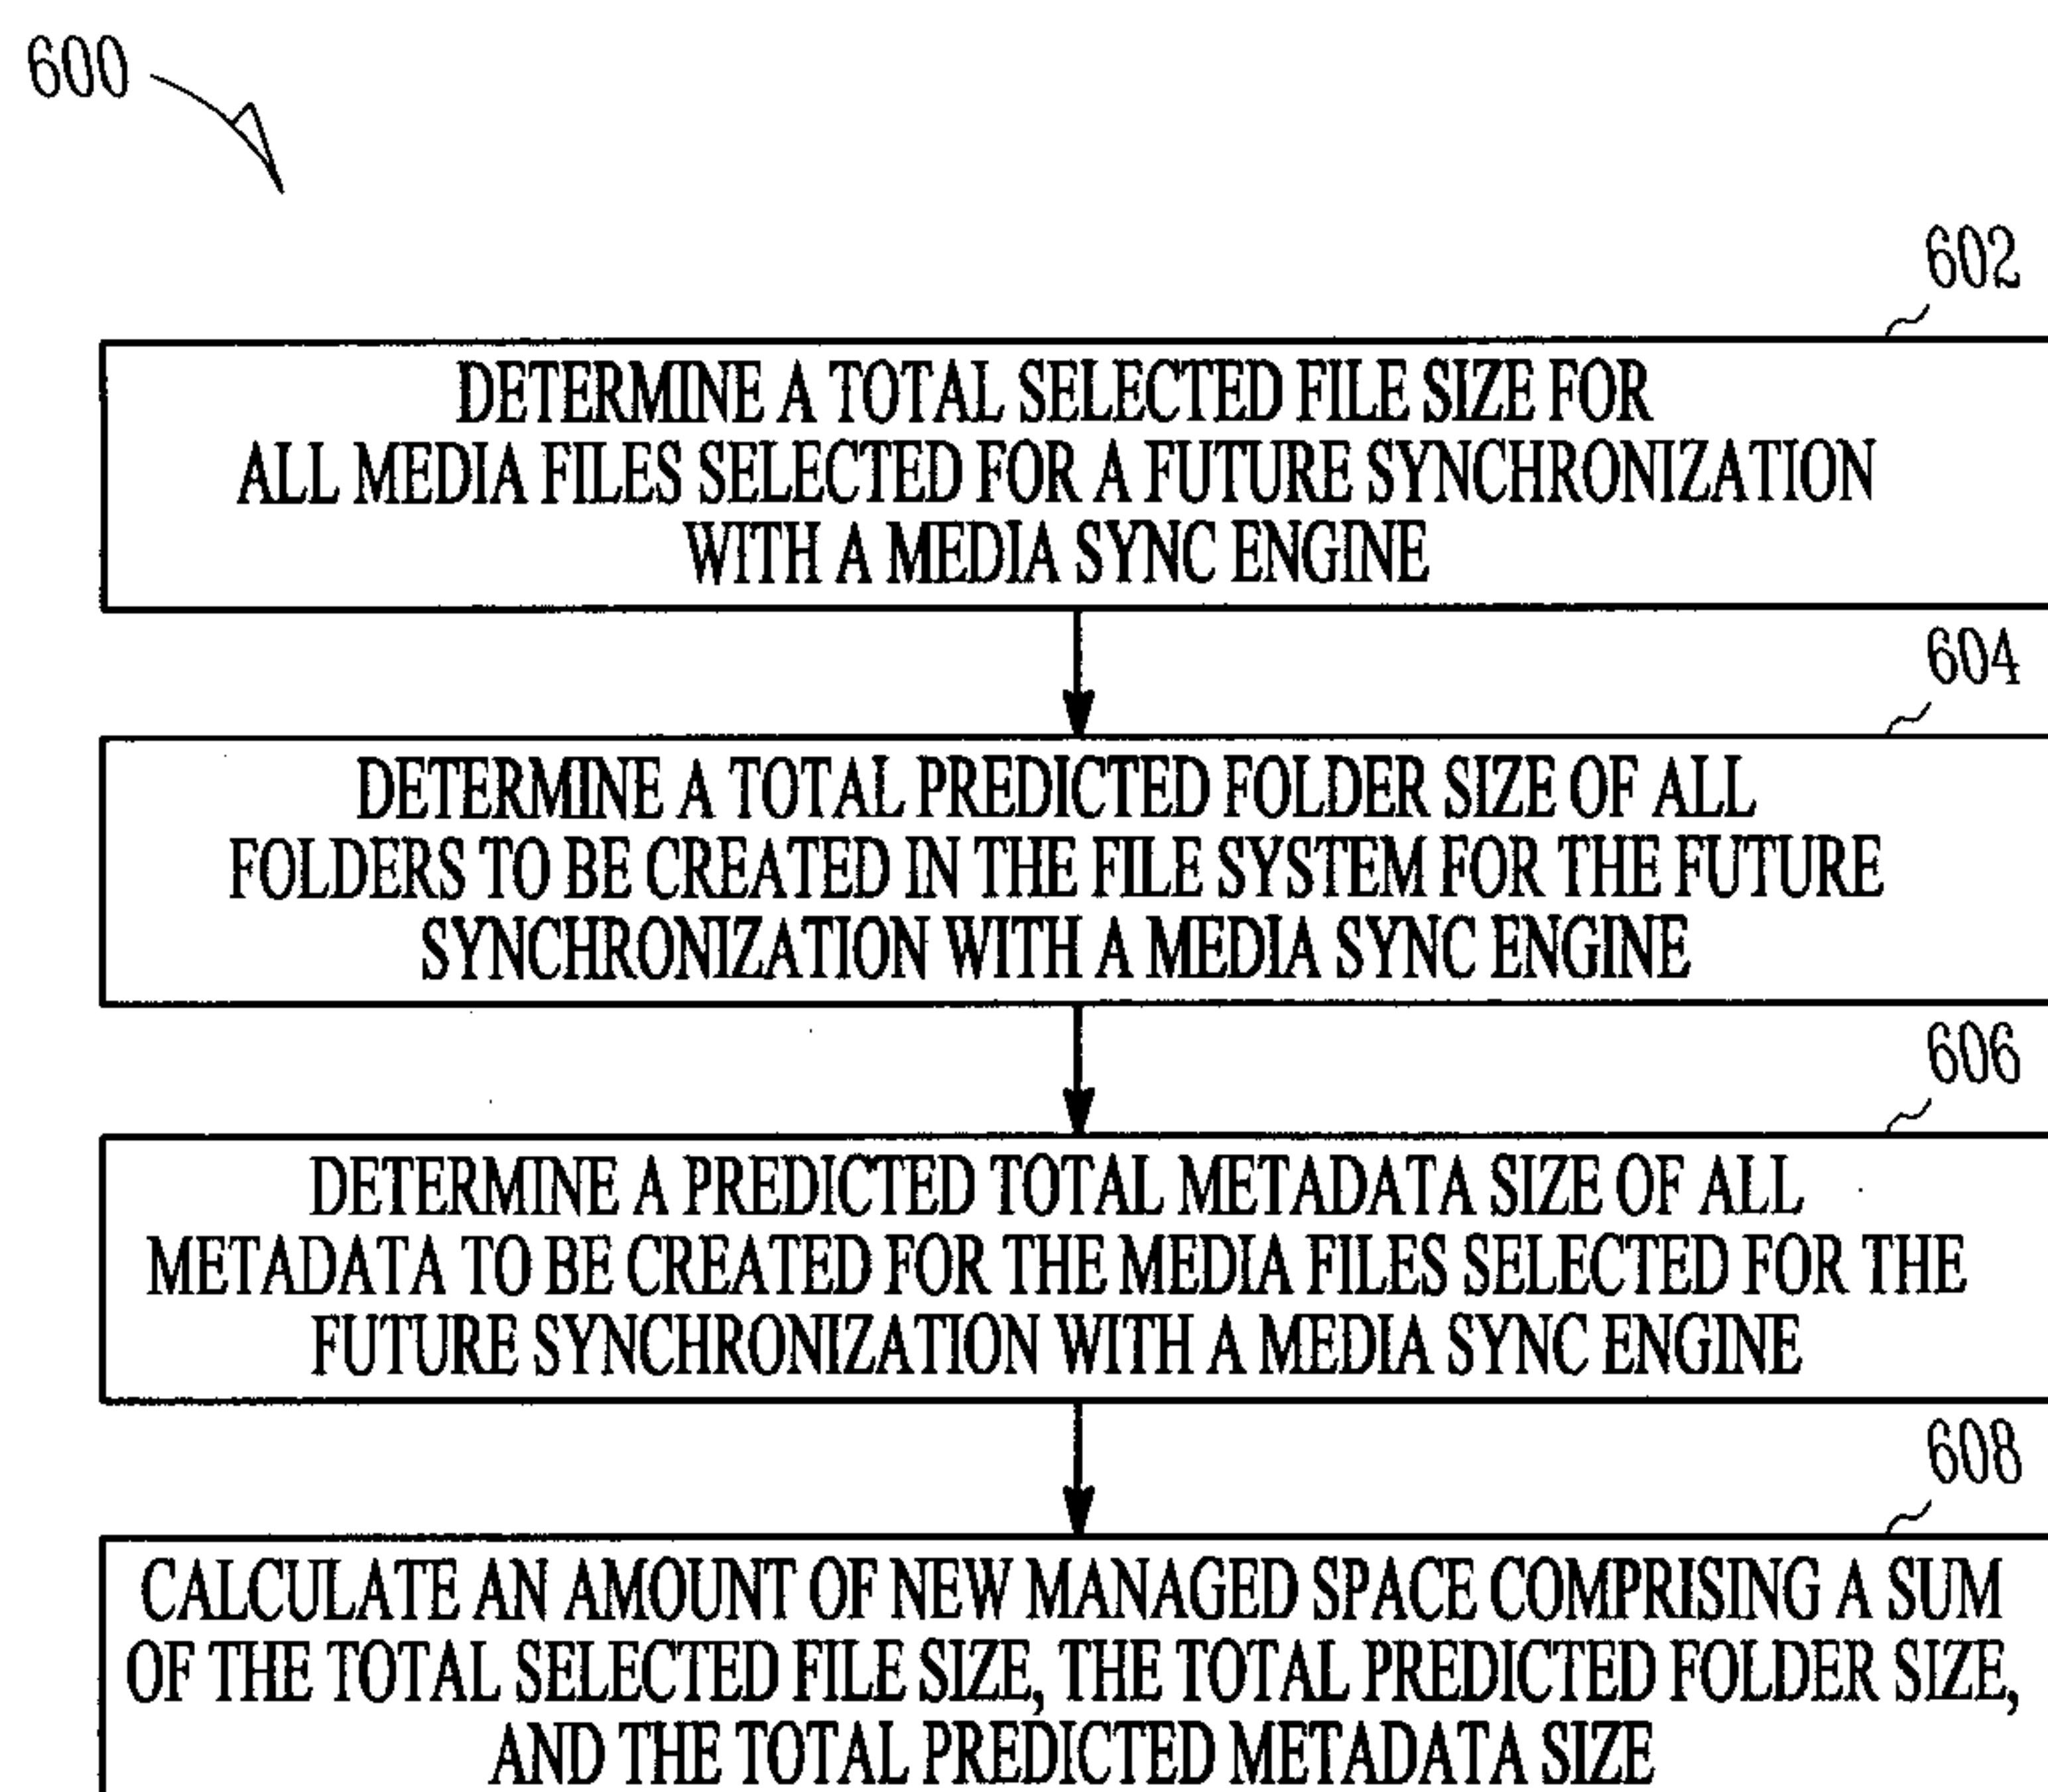 600
602
DETERMINE A TOTAL SELECTED FILE SIZE FOR
ALL MEDIA FILES SELECTED FOR A FUTURE SYNCHRONIZATION
WITH A MEDIA SYNC ENGINE
604
DETERMINE A TOTAL PREDICTED FOLDER SIZE OF ALL
FOLDERS TO BE CREATED IN THE FILE SYSTEM FOR THE FUTURE
SYNCHRONIZATION WITH A MEDIA SYNC ENGINE
606
DETERMINE A PREDICTED TOTAL METADATA SIZE OF ALL
METADATA TO BE CREATED FOR THE MEDIA FILES SELECTED FOR THE
FUTURE SYNCHRONIZATION WITH A MEDIA SYNC ENGINE
608
CALCULATE AN AMOUNT OF NEW MANAGED SPACE COMPRISING A SUM
OF THE TOTAL SELECTED FILE SIZE, THE TOTAL PREDICTED FOLDER SIZE,
AND THE TOTAL PREDICTED METADATA SIZE